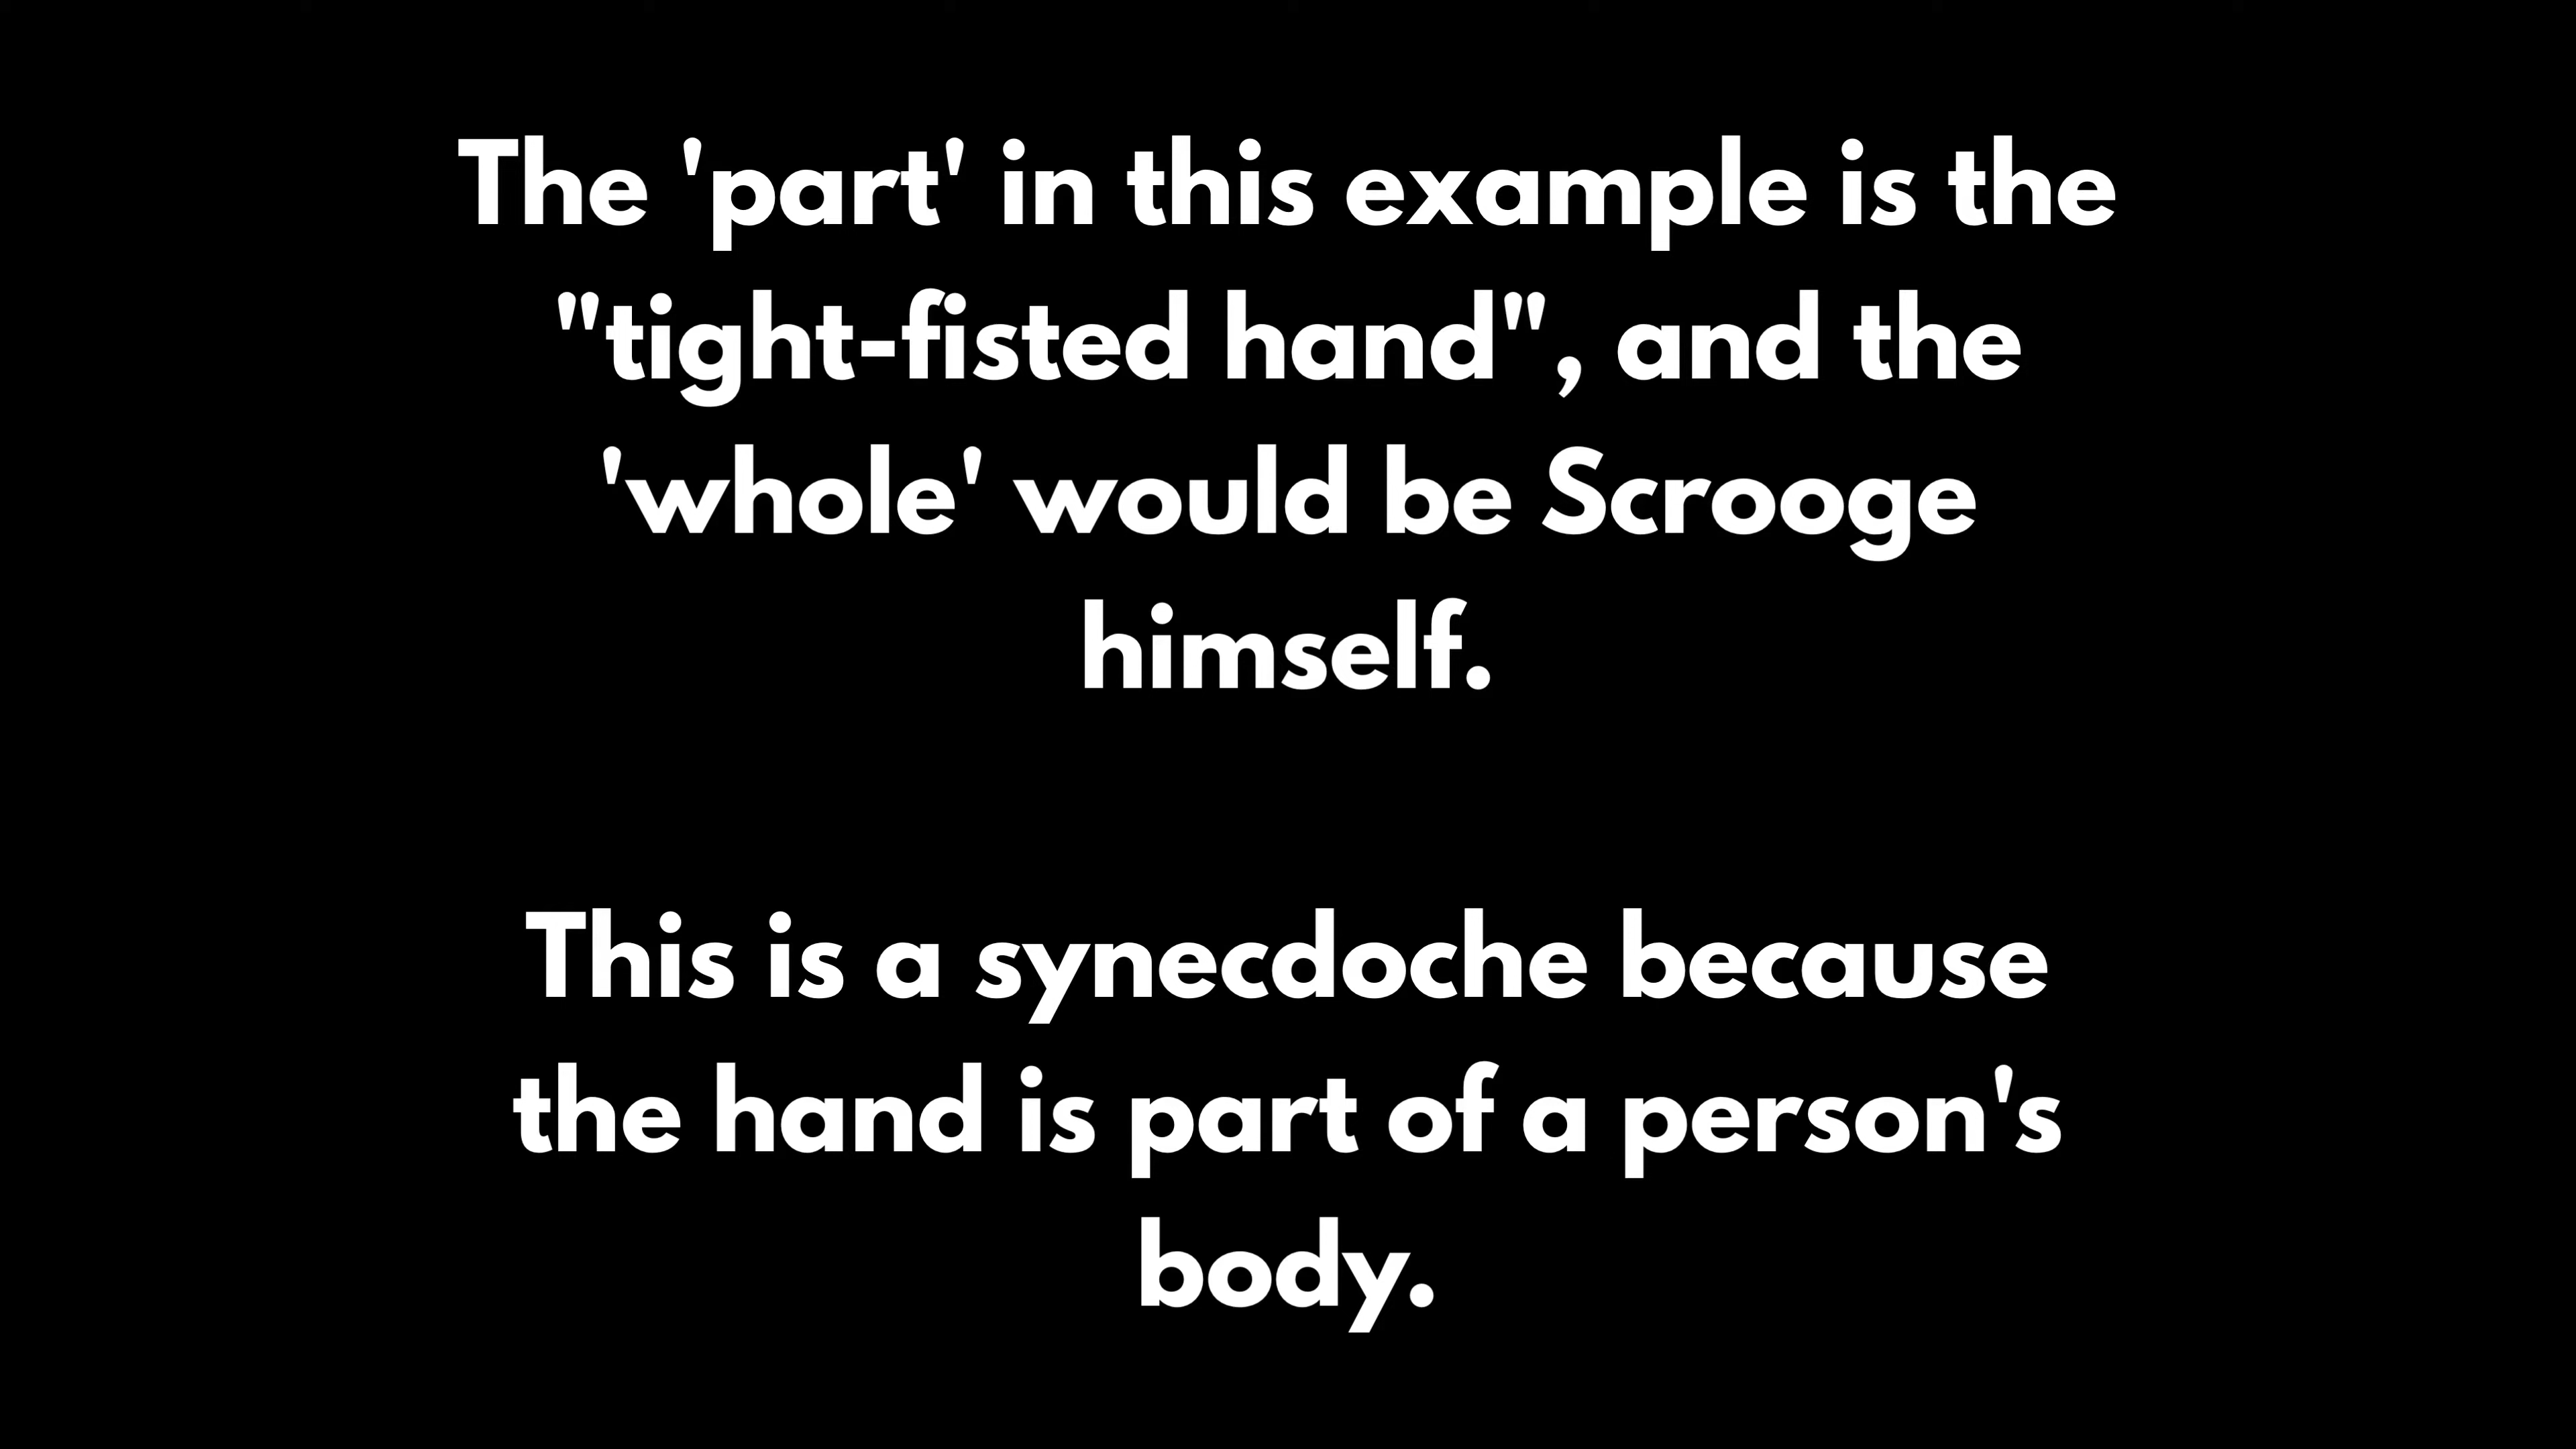 The 'part' in this example is the
"tight-fisted hand", and the
'whole' would be Scrooge
himself.
This is a synecdoche because
the hand is part of a person's
body.